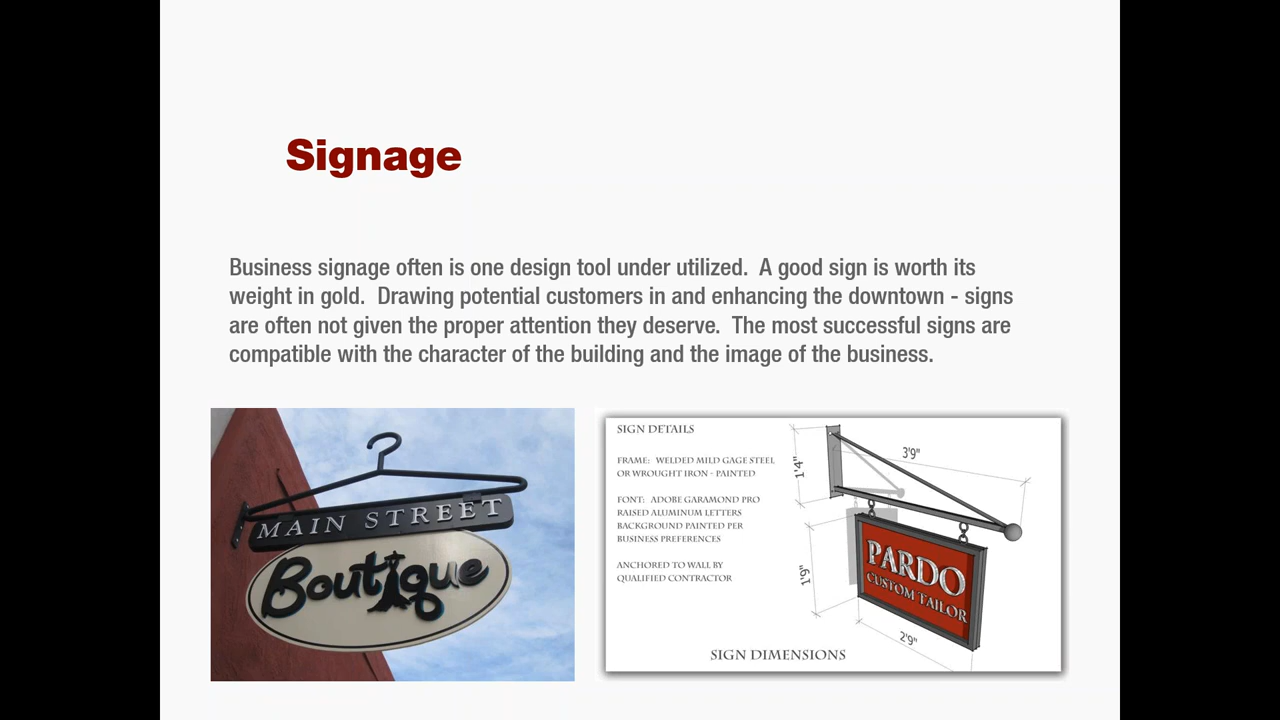 Signage
Business signage often is one design tool under utilized.  A good sign is worth its
weight in gold.  Drawing potential customers in and enhancing the downtown - signs
are often not given the proper attention they deserve.  The most successful signs are
compatible with the character of the building and the image of the business.
MAIN STREET
Boutique
SIGN DETAILS
FRAME:  WELDED MILD GAGE STEEL
OR WROUGHT IRON - PAINTED
FONT:  ADOBE GARAMOND PRO
RAISED ALUMINUM LETTERS
BACKGROUND PAINTED PER
BUSINESS PREFERENCES
ANCHORED TO WALL BY
QUALIFIED CONTRACTOR
1'4"
3'9"
1'9"
PARDO
CUSTOM TAILOR
2'9"
SIGN DIMENSIONS